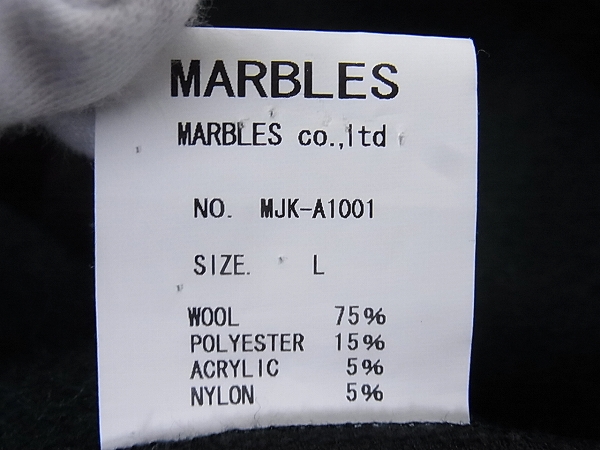 MARBLES
MARBLES co.,ltd
NO. MJK-A1001
SIZE. L
WOOL 75%
POLYESTER 15%
ACRYLIC 5%
NYLON 5%